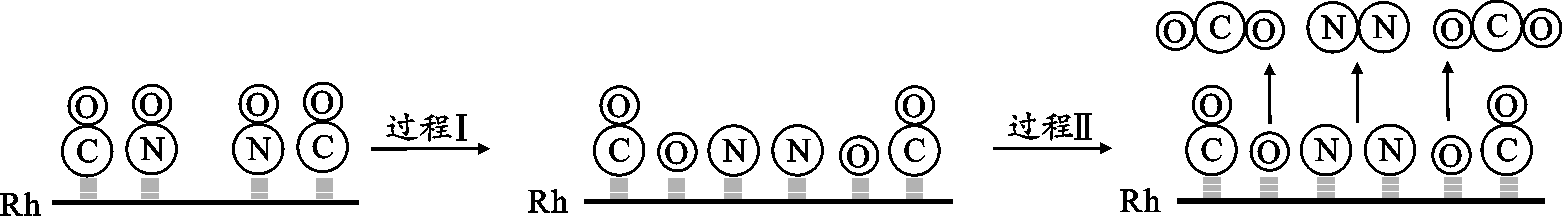 O C O N N O C O
O O O O O O O O
C N N C 过程Ⅰ C O N N O C 过程Ⅱ C O N N O C
Rh Rh Rh